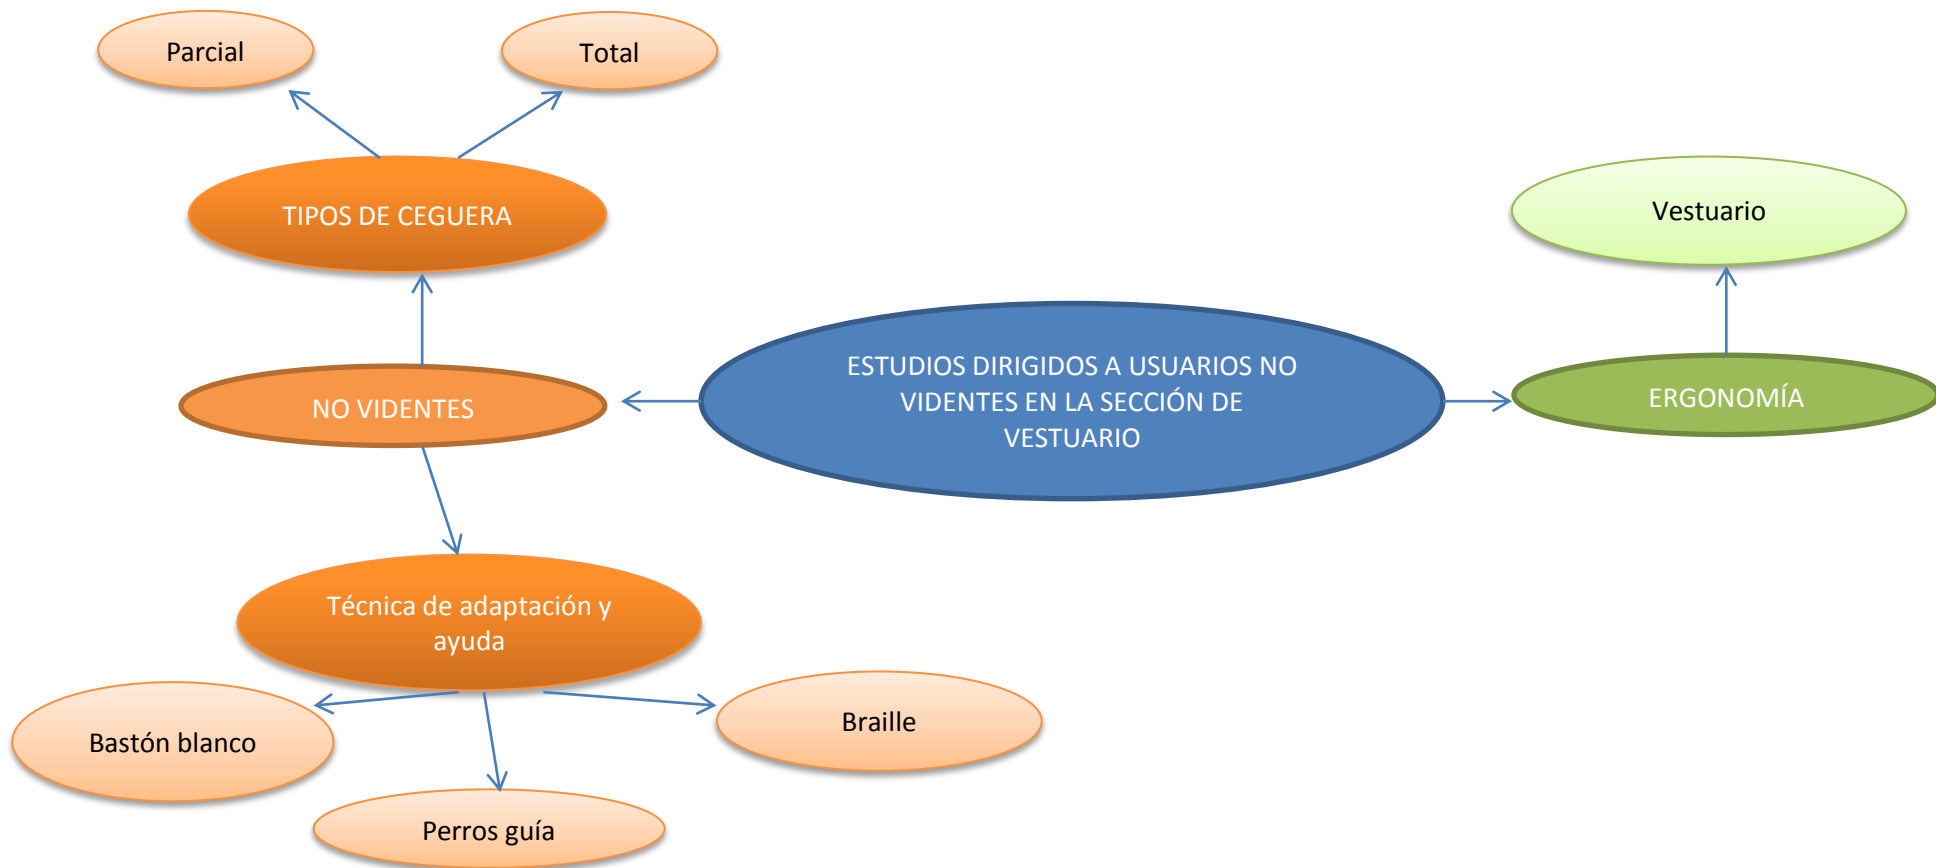 Parcial
Total
TIPOS DE CEGUERA
Vestuario
ESTUDIOS DIRIGIDOS A USUARIOS NO
VIDENTES EN LA SECCIÓN DE
VESTUARIO
NO VIDENTES
ERGONOMÍA
Técnica de adaptación y
ayuda
Bastón blanco
Braille
Perros guía